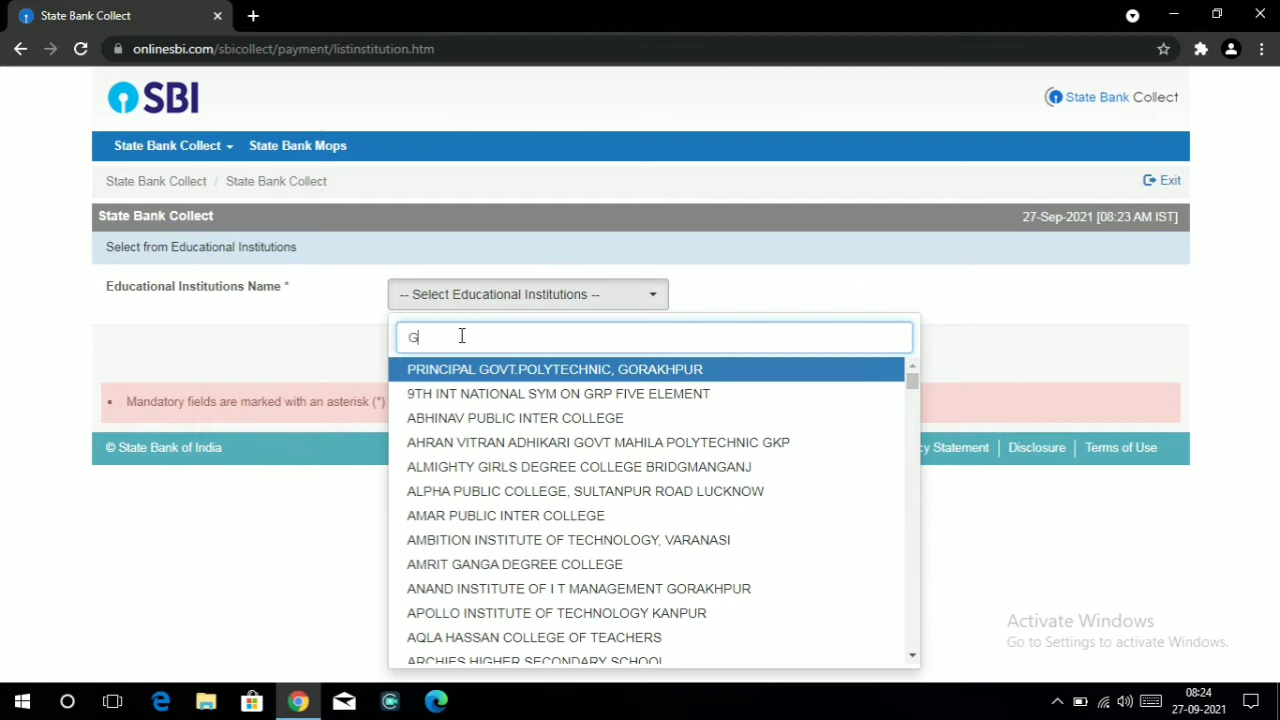 State Bank Collect
onlinesbi.com/sbicollect/payment/listinstitution.htm
SBI
State Bank Collect
State Bank Collect
State Bank Mops
State Bank Collect / State Bank Collect
Exit
State Bank Collect
27-Sep-2021 [08:23 AM IST]
Select from Educational Institutions
Educational Institutions Name *
-- Select Educational Institutions --
G
PRINCIPAL GOVT.POLYTECHNIC, GORAKHPUR
9TH INT NATIONAL SYM ON GRP FIVE ELEMENT
ABHINAV PUBLIC INTER COLLEGE
AHRAN VITRAN ADHIKARI GOVT MAHILA POLYTECHNIC GKP
ALMIGHTY GIRLS DEGREE COLLEGE BRIDGMANGANJ
ALPHA PUBLIC COLLEGE, SULTANPUR ROAD LUCKNOW
AMAR PUBLIC INTER COLLEGE
AMBITION INSTITUTE OF TECHNOLOGY, VARANASI
AMRIT GANGA DEGREE COLLEGE
ANAND INSTITUTE OF I T MANAGEMENT GORAKHPUR
APOLLO INSTITUTE OF TECHNOLOGY KANPUR
AQLA HASSAN COLLEGE OF TEACHERS
ARCHIES HIGHER SECONDARY SCHOOL
Mandatory fields are marked with an asterisk (*)
© State Bank of India
cy Statement
Disclosure
Terms of Use
Activate Windows
Go to Settings to activate Windows.
08:24
27-09-2021